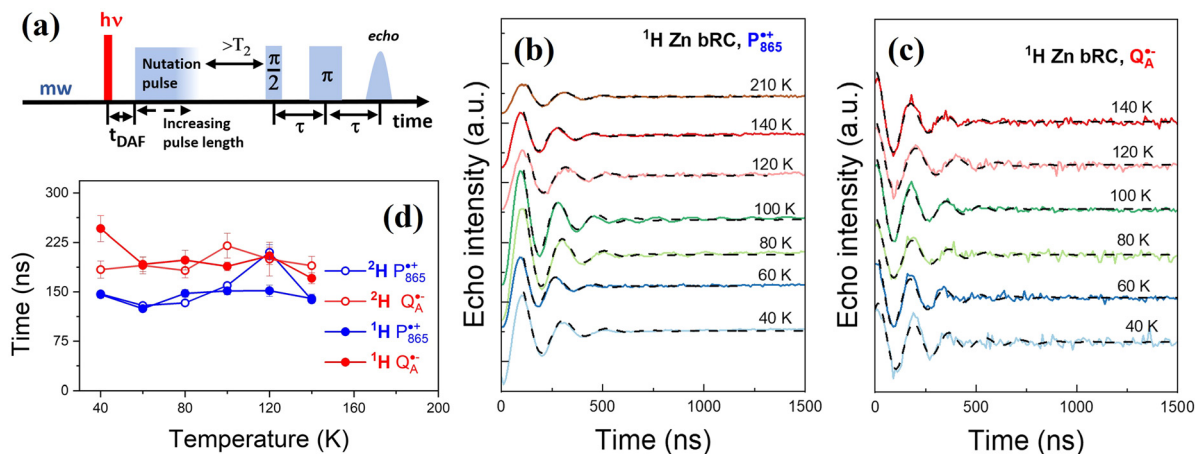 (a)
hν
echo
>T2
Nutation
pulse
π/2
π
mw
time
tDAF
Increasing
pulse length
τ
τ
(b)
¹H Zn bRC, P865•+
210 K
140 K
120 K
100 K
80 K
60 K
40 K
Echo intensity (a.u.)
0
500
1000
1500
Time (ns)
(c)
¹H Zn bRC, QA•-
140 K
120 K
100 K
80 K
60 K
40 K
Echo intensity (a.u.)
0
500
1000
1500
Time (ns)
(d)
300
225
150
75
0
Time (ns)
²H P865•+
²H QA•-
¹H P865•+
¹H QA•-
40
80
120
160
200
Temperature (K)